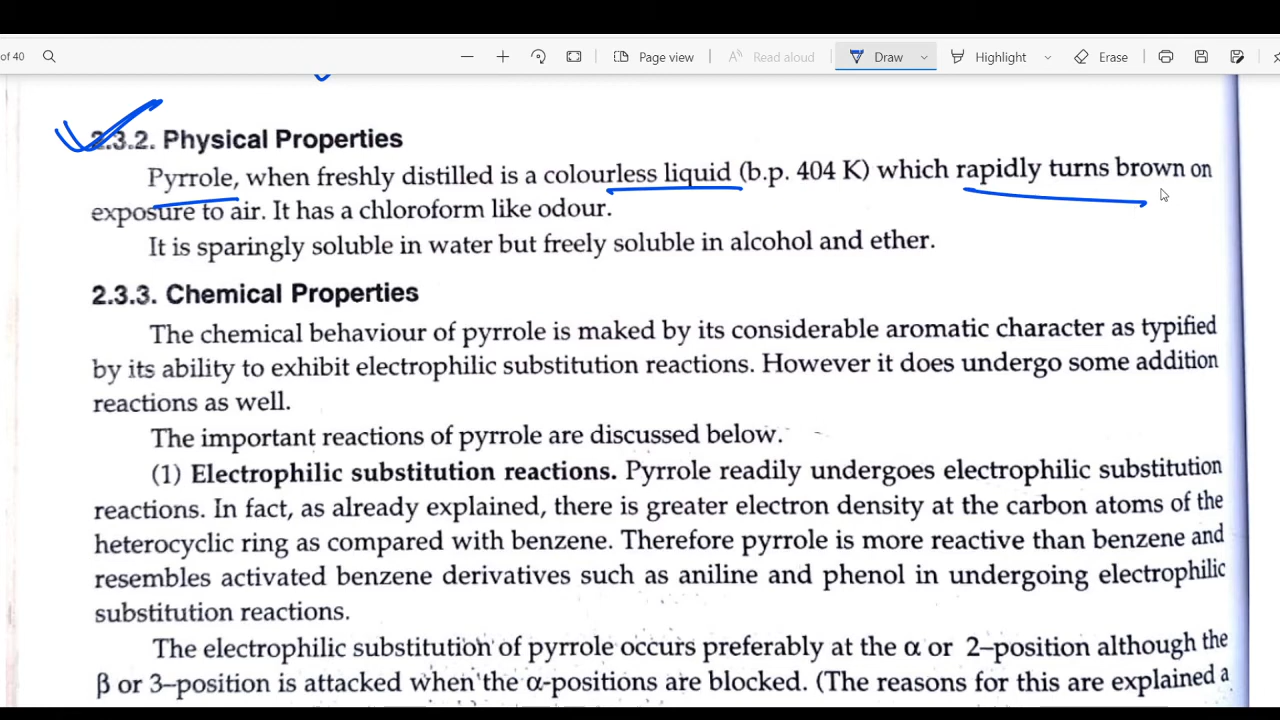 of 40
Page view
Read aloud
Draw
Highlight
Erase
2.3.2. Physical Properties
Pyrrole, when freshly distilled is a colourless liquid (b.p. 404 K) which rapidly turns brown on
exposure to air. It has a chloroform like odour.
It is sparingly soluble in water but freely soluble in alcohol and ether.
2.3.3. Chemical Properties
The chemical behaviour of pyrrole is maked by its considerable aromatic character as typified
by its ability to exhibit electrophilic substitution reactions. However it does undergo some addition
reactions as well.
The important reactions of pyrrole are discussed below.
(1) Electrophilic substitution reactions. Pyrrole readily undergoes electrophilic substitution
reactions. In fact, as already explained, there is greater electron density at the carbon atoms of the
heterocyclic ring as compared with benzene. Therefore pyrrole is more reactive than benzene and
resembles activated benzene derivatives such as aniline and phenol in undergoing electrophilic
substitution reactions.
The electrophilic substitution of pyrrole occurs preferably at the α or 2–position although the
β or 3–position is attacked when the α-positions are blocked. (The reasons for this are explained a